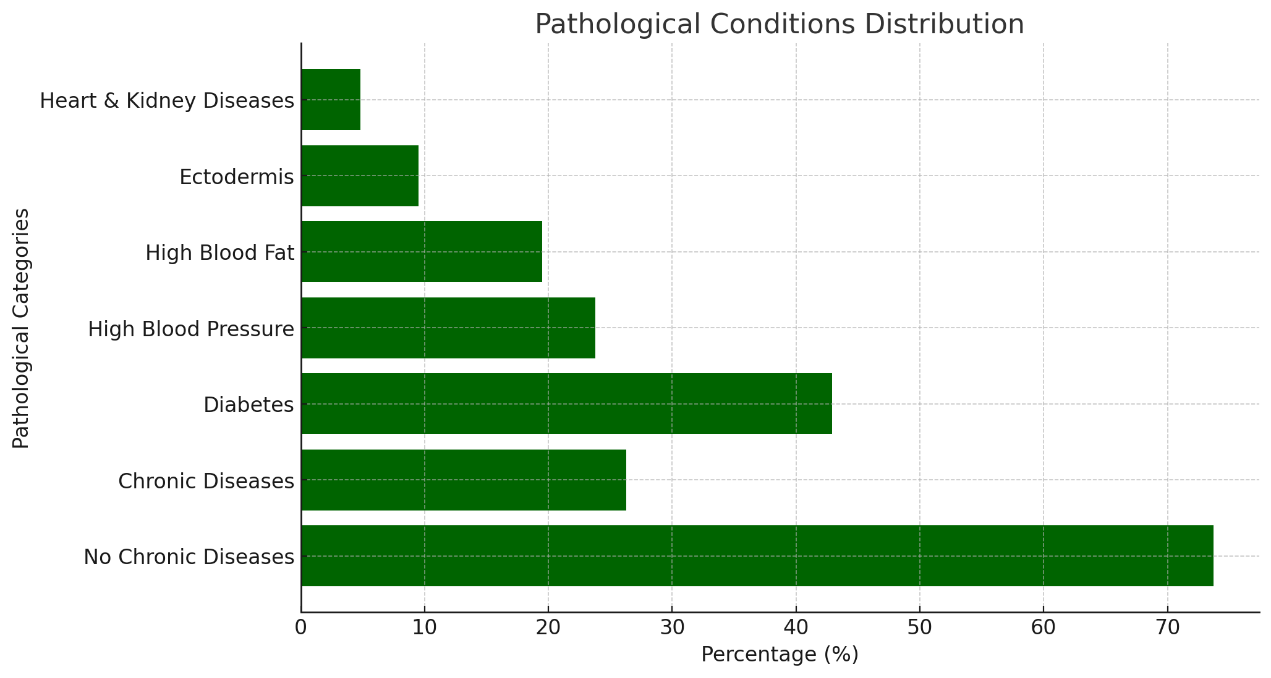 Pathological Conditions Distribution
Heart & Kidney Diseases
Ectodermis
High Blood Fat
High Blood Pressure
Diabetes
Chronic Diseases
No Chronic Diseases
Pathological Categories
0 10 20 30 40 50 60 70
Percentage (%)